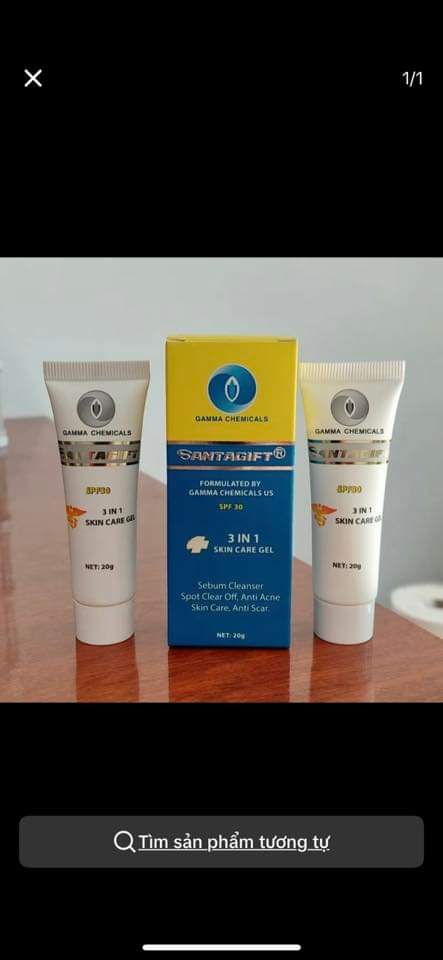 1/1
GAMMA CHEMICALS
SANTAGIFT
SPF30
3 IN 1
SKIN CARE GEL
NET: 20g
GAMMA CHEMICALS
SANTAGIFT®
FORMULATED BY
GAMMA CHEMICALS US
SPF 30
3 IN 1
SKIN CARE GEL
Sebum Cleanser
Spot Clear Off, Anti Acne
Skin Care, Anti Scar.
NET: 20g
GAMMA CHEMICALS
SANTAGIFT
SPF30
3 IN 1
SKIN CARE GEL
NET: 20g
Tìm sản phẩm tương tự